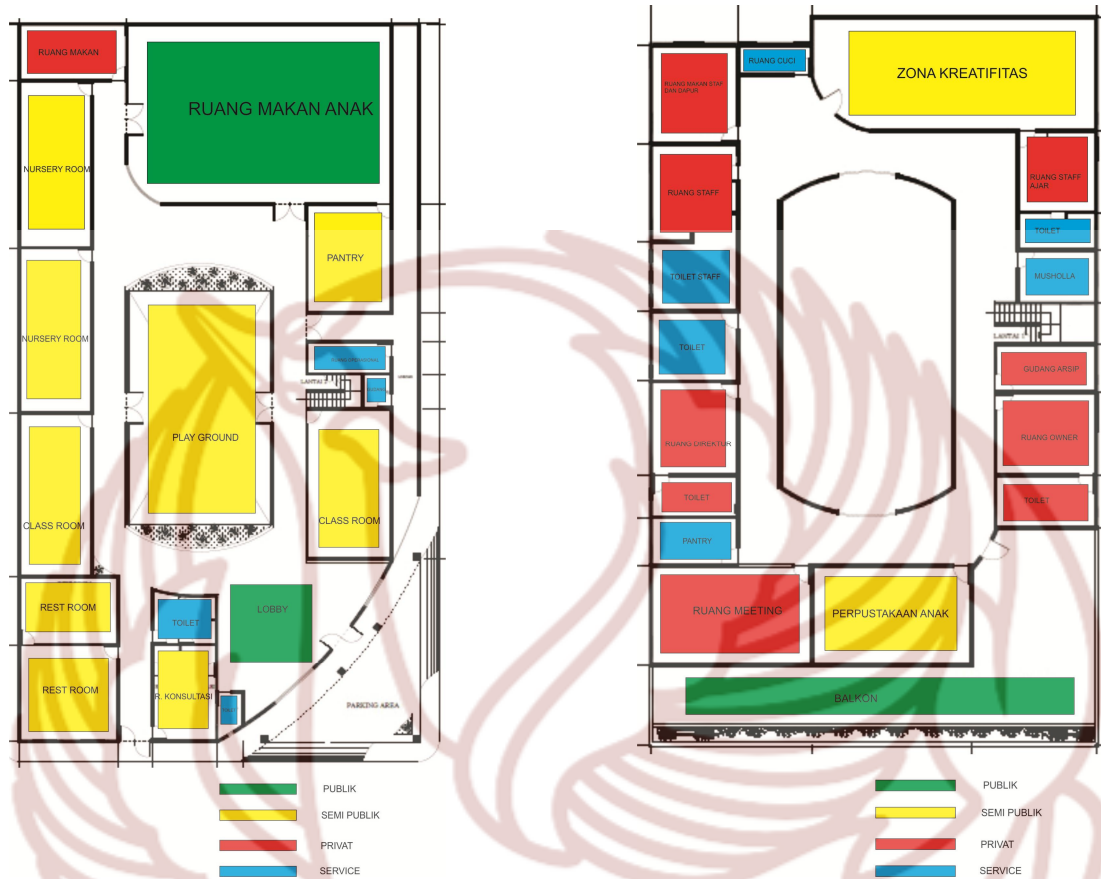 RUANG MAKAN
RUANG MAKAN ANAK
NURSERY ROOM
PANTRY
NURSERY ROOM
LANTAI 2
PLAY GROUND
CLASS ROOM
CLASS ROOM
REST ROOM
TOILET
LOBBY
REST ROOM
R. KONSULTASI
PARKING AREA
PUBLIK
SEMI PUBLIK
PRIVAT
SERVICE
RUANG CUCI
ZONA KREATIFITAS
RUANG MAKAN STAF
DAN DAPUR
RUANG STAFF
RUANG STAFF
AJAR
TOILET
TOILET STAFF
MUSHOLLA
TOILET
GUDANG ARSIP
RUANG DIREKTUR
RUANG OWNER
TOILET
TOILET
PANTRY
RUANG MEETING
PERPUSTAKAAN ANAK
BALKON
PUBLIK
SEMI PUBLIK
PRIVAT
SERVICE